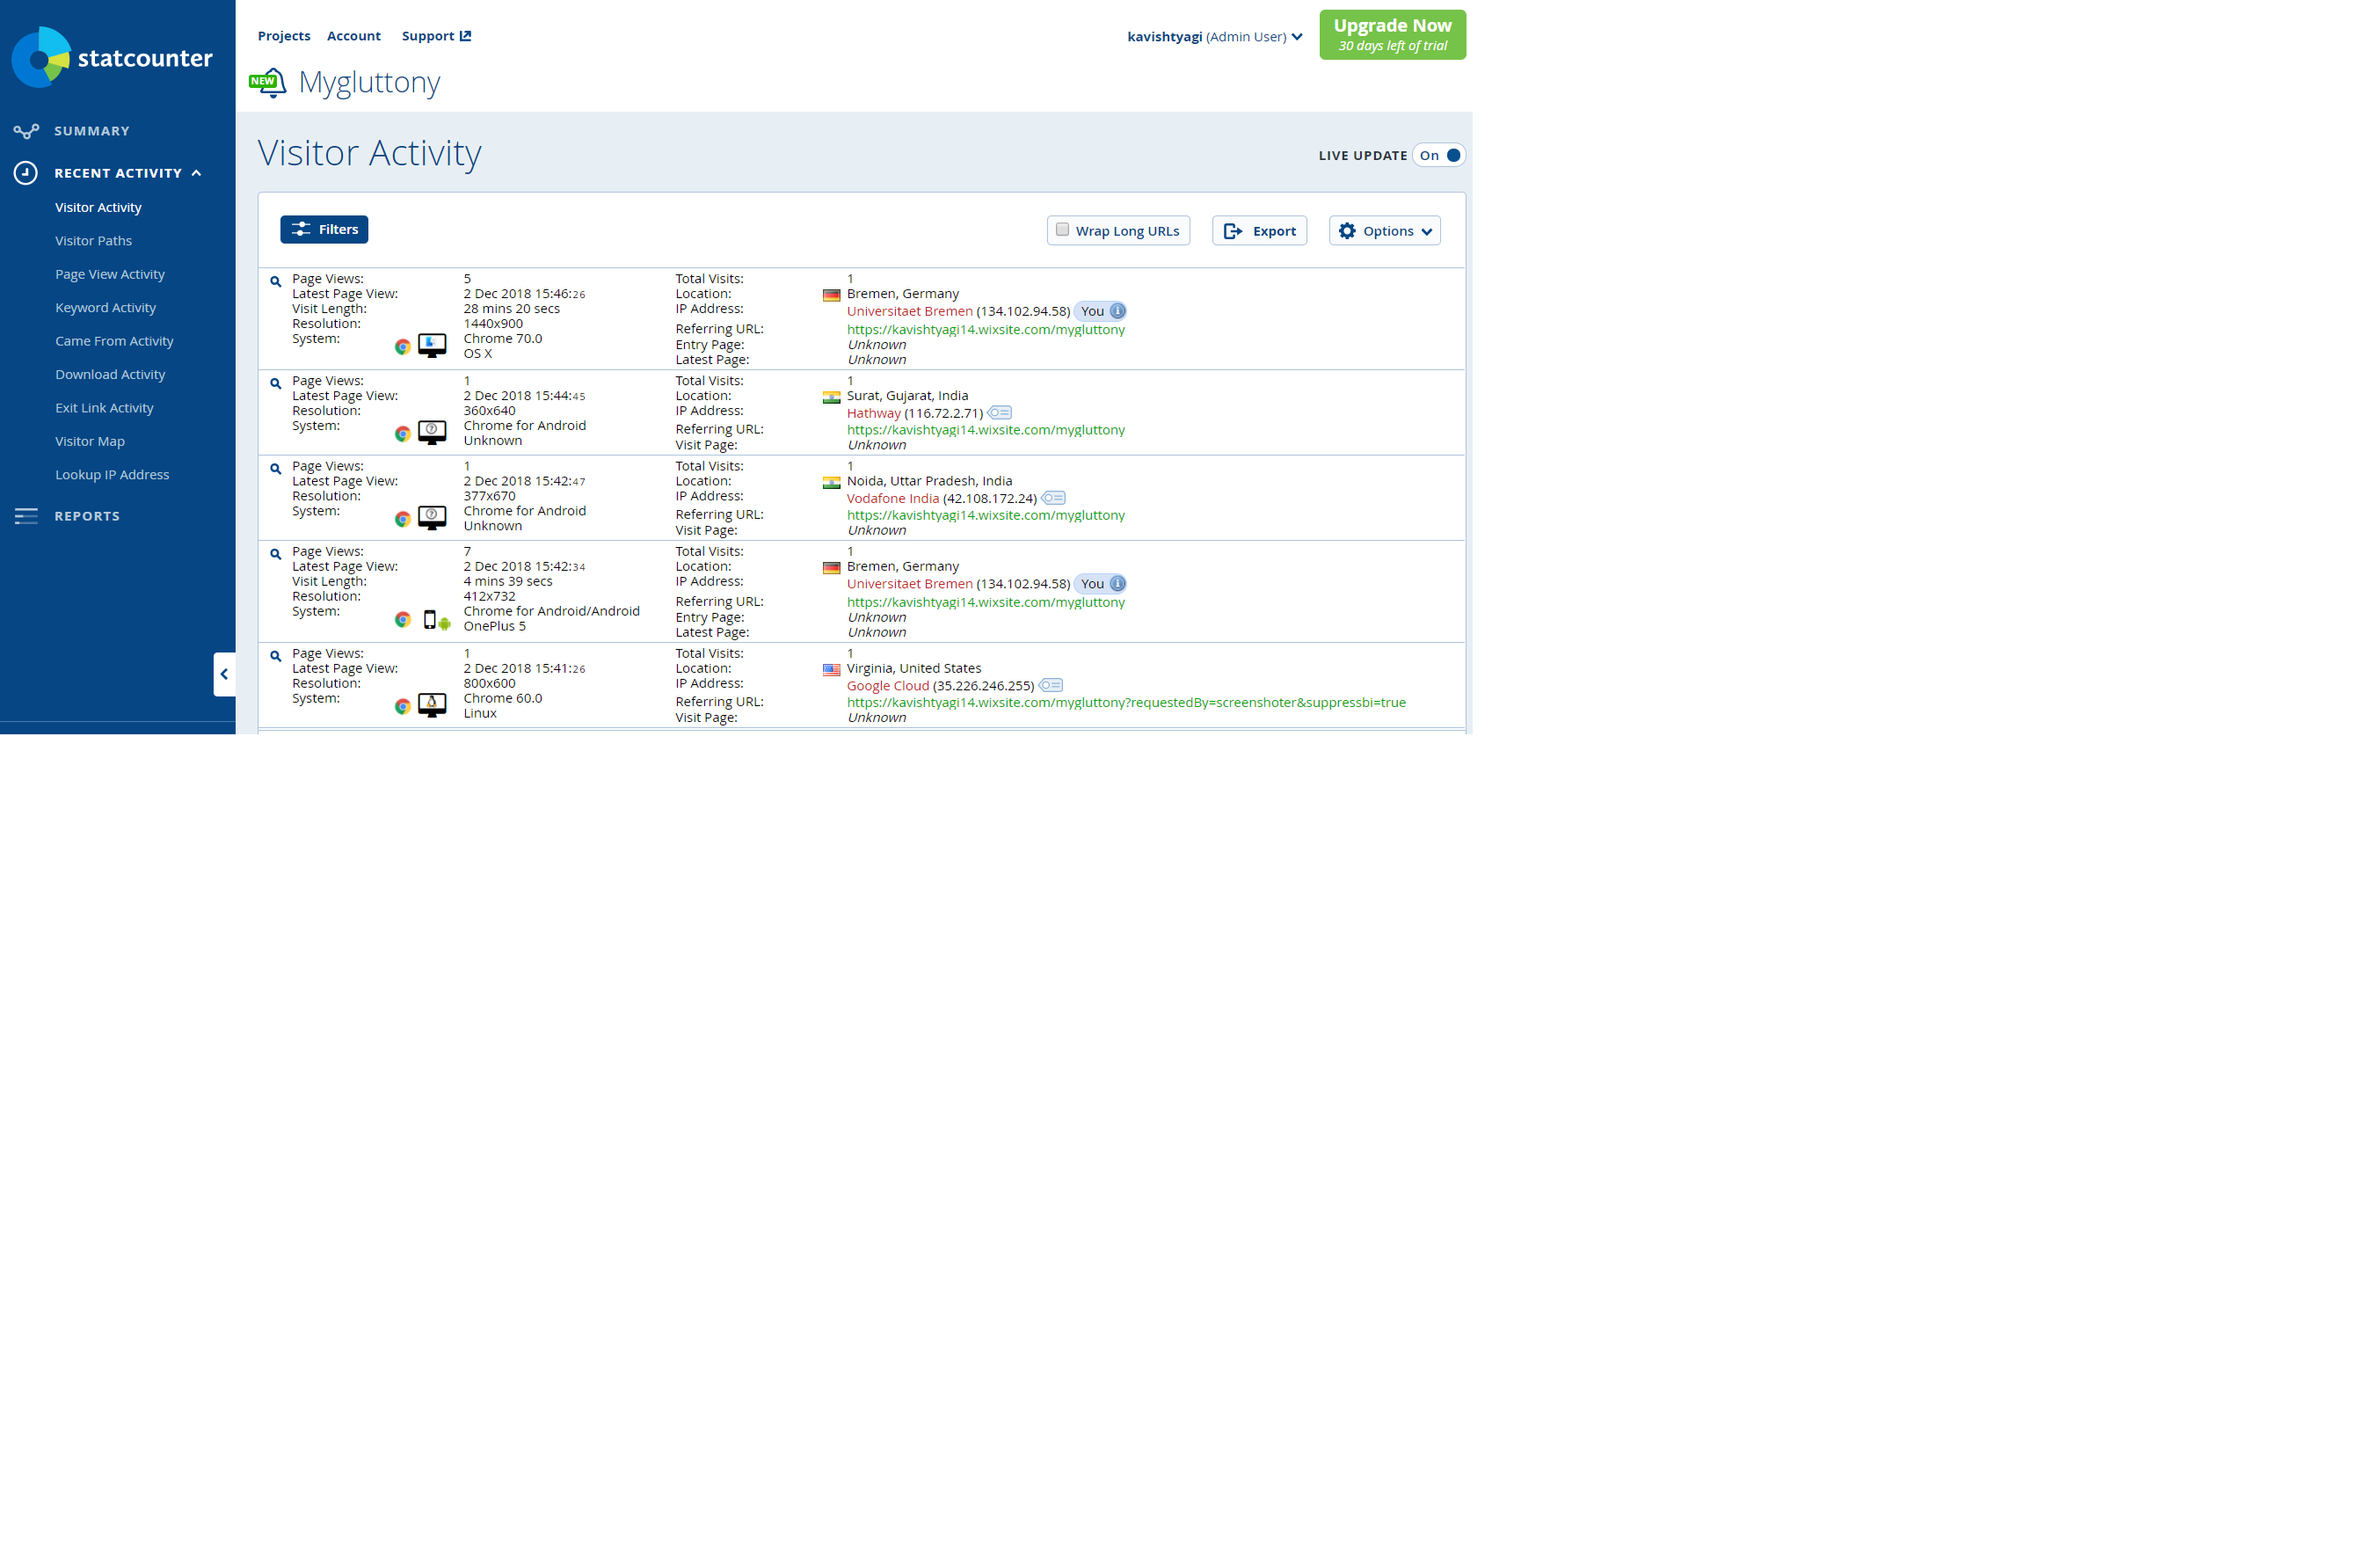 statcounter
SUMMARY
RECENT ACTIVITY
Visitor Activity
Visitor Paths
Page View Activity
Keyword Activity
Came From Activity
Download Activity
Exit Link Activity
Visitor Map
Lookup IP Address
REPORTS
Projects Account Support
kavishtyagi (Admin User)
Upgrade Now
30 days left of trial
NEW
Mygluttony
Visitor Activity
LIVE UPDATE On
Filters
Wrap Long URLs
Export
Options
Page Views: 5 Total Visits: 1
Latest Page View: 2 Dec 2018 15:46:26 Location: Bremen, Germany
Visit Length: 28 mins 20 secs IP Address: Universitaet Bremen (134.102.94.58) You
Resolution: 1440x900 Referring URL: https://kavishtyagi14.wixsite.com/mygluttony
System: Chrome 70.0 Entry Page: Unknown
OS X Latest Page: Unknown
Page Views: 1 Total Visits: 1
Latest Page View: 2 Dec 2018 15:44:45 Location: Surat, Gujarat, India
Resolution: 360x640 IP Address: Hathway (116.72.2.71)
System: Chrome for Android Referring URL: https://kavishtyagi14.wixsite.com/mygluttony
Unknown Visit Page: Unknown
Page Views: 1 Total Visits: 1
Latest Page View: 2 Dec 2018 15:42:47 Location: Noida, Uttar Pradesh, India
Resolution: 377x670 IP Address: Vodafone India (42.108.172.24)
System: Chrome for Android Referring URL: https://kavishtyagi14.wixsite.com/mygluttony
Unknown Visit Page: Unknown
Page Views: 7 Total Visits: 1
Latest Page View: 2 Dec 2018 15:42:34 Location: Bremen, Germany
Visit Length: 4 mins 39 secs IP Address: Universitaet Bremen (134.102.94.58) You
Resolution: 412x732 Referring URL: https://kavishtyagi14.wixsite.com/mygluttony
System: Chrome for Android/Android Entry Page: Unknown
OnePlus 5 Latest Page: Unknown
Page Views: 1 Total Visits: 1
Latest Page View: 2 Dec 2018 15:41:26 Location: Virginia, United States
Resolution: 800x600 IP Address: Google Cloud (35.226.246.255)
System: Chrome 60.0 Referring URL: https://kavishtyagi14.wixsite.com/mygluttony?requestedBy=screenshoter&suppressbi=true
Linux Visit Page: Unknown